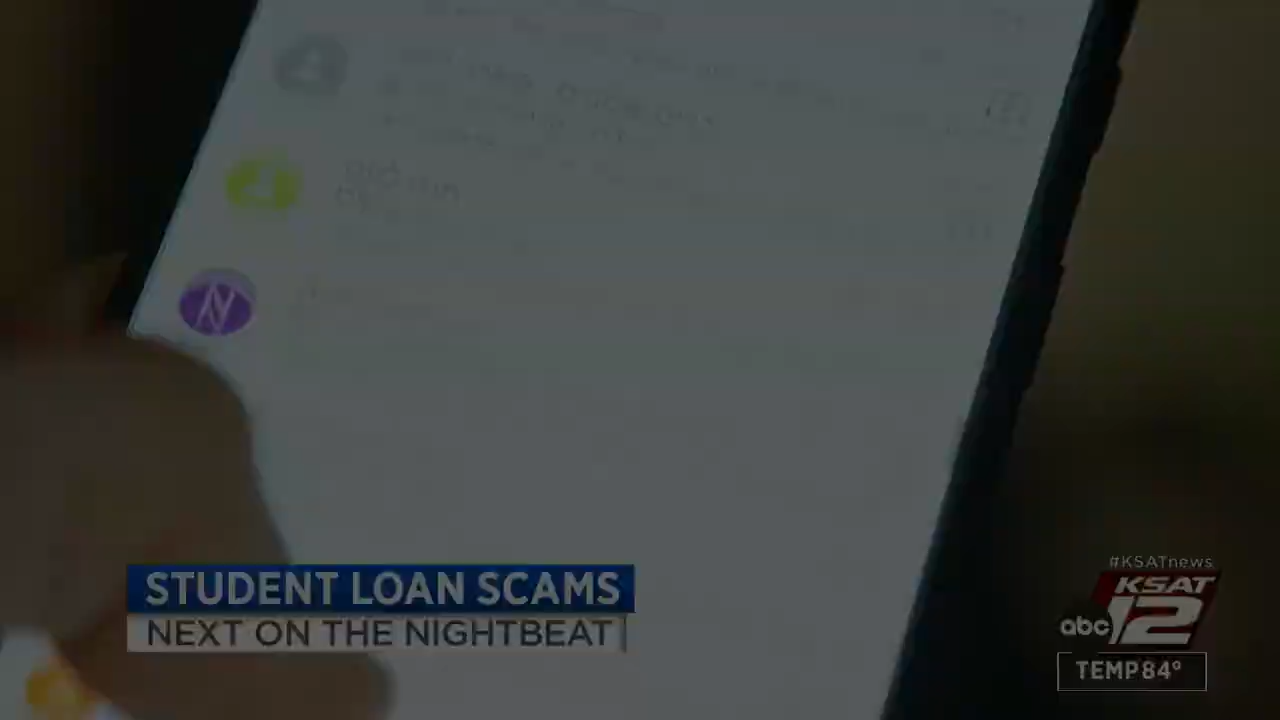 STUDENT LOAN SCAMS
NEXT ON THE NIGHTBEAT
#KSATnews
KSAT
abc 12
TEMP 84°